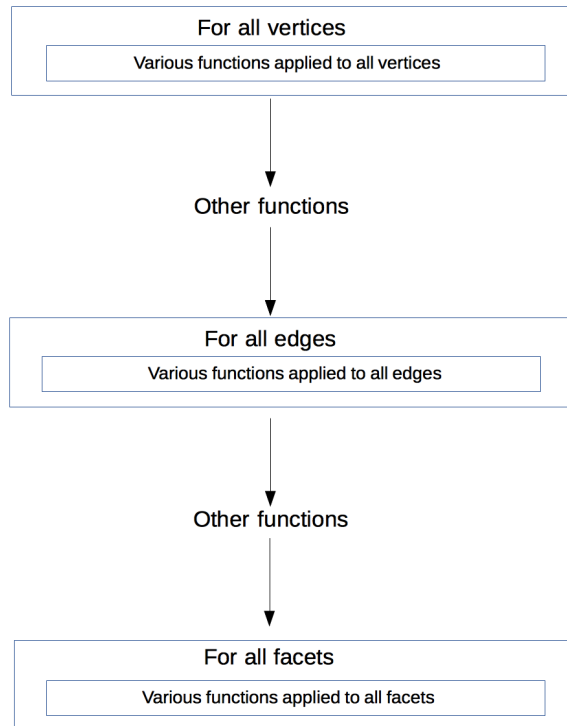 For all vertices
Various functions applied to all vertices
Other functions
For all edges
Various functions applied to all edges
Other functions
For all facets
Various functions applied to all facets